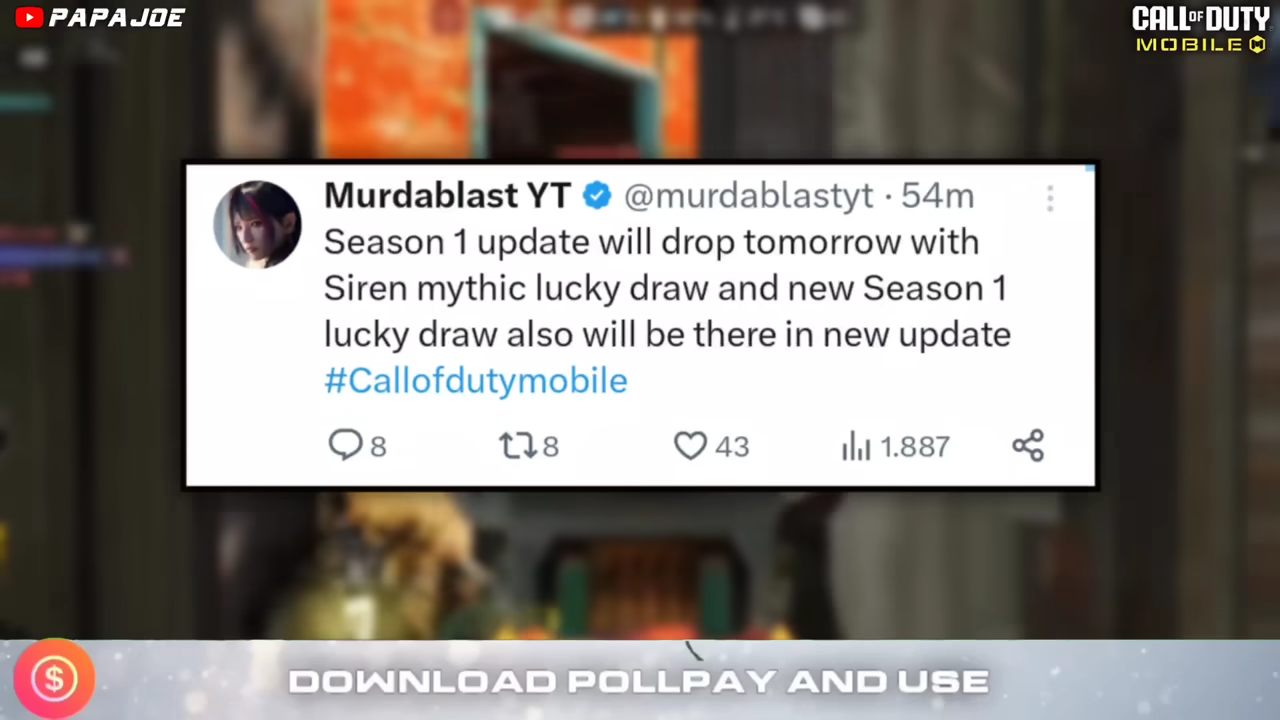 PAPAJOE
CALL OF DUTY
MOBILE
Murdablast YT @murdablastyt · 54m
Season 1 update will drop tomorrow with
Siren mythic lucky draw and new Season 1
lucky draw also will be there in new update
#Callofdutymobile
8 8 43 1.887
$ DOWNLOAD POLLPAY AND USE